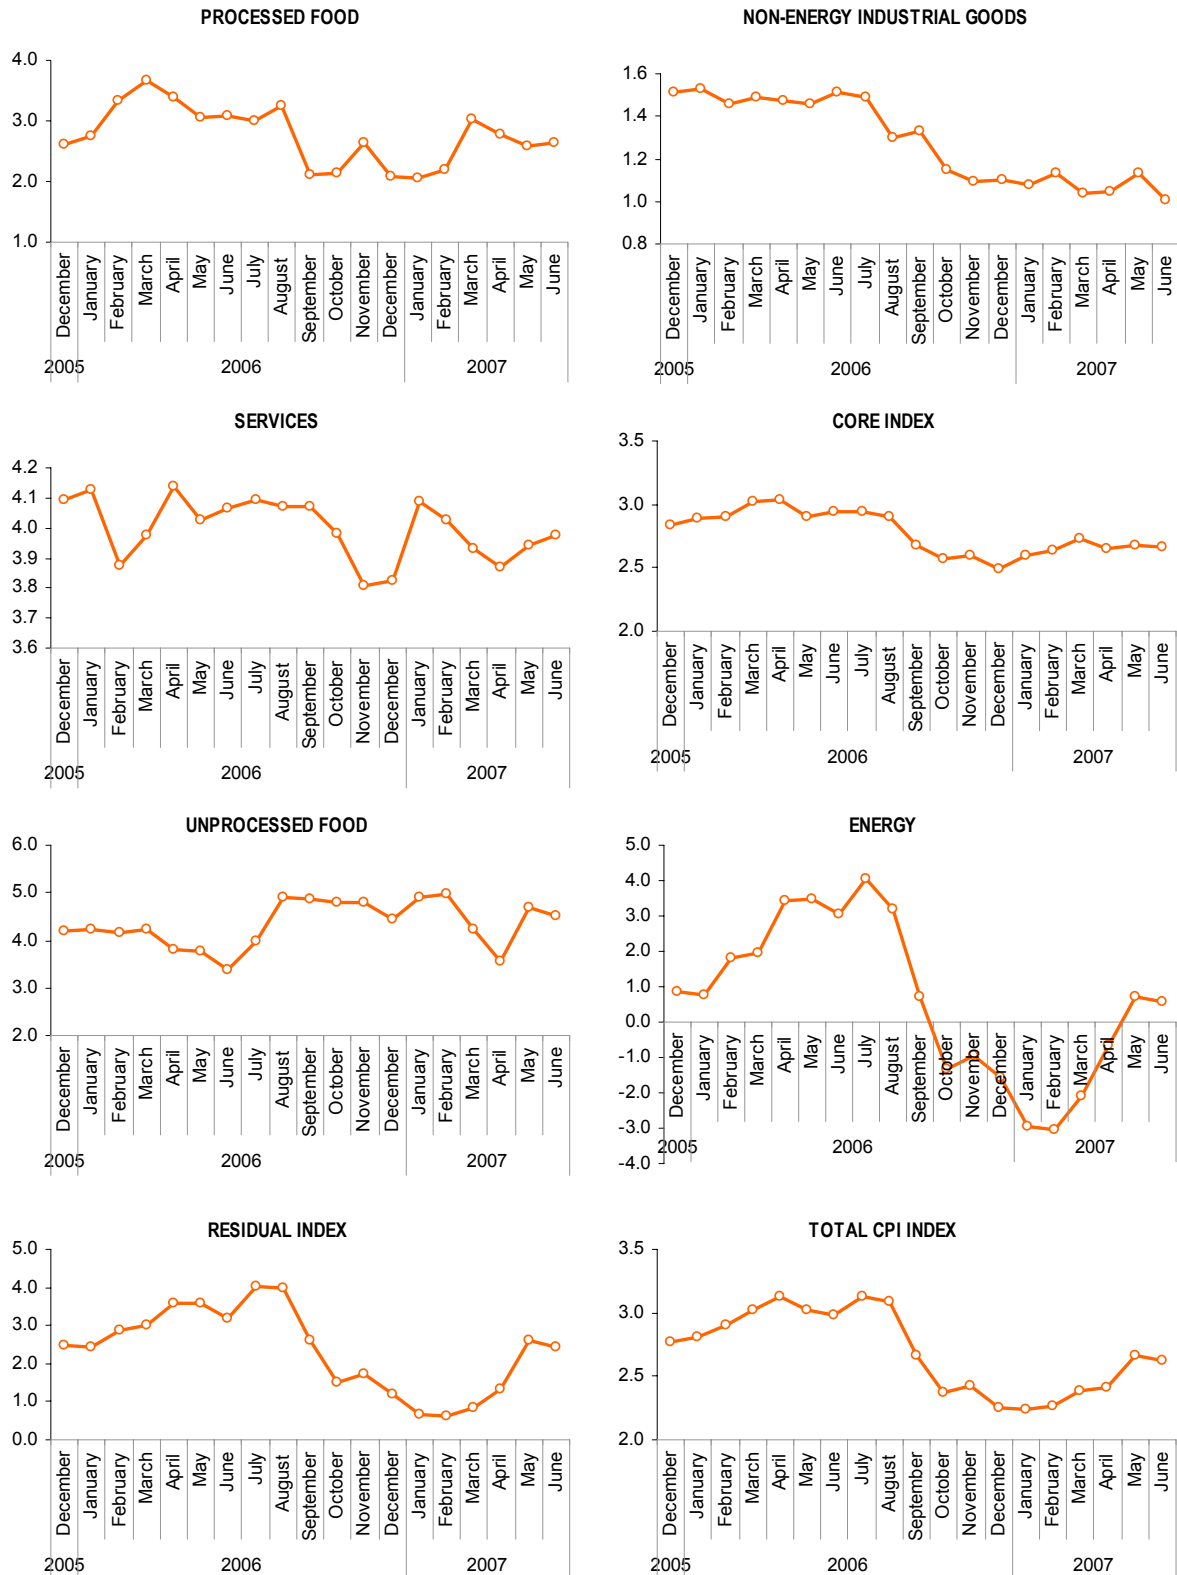 PROCESSED FOOD
4.0
3.0
2.0
1.0
December
January
February
March
April
May
June
July
August
September
October
November
December
January
February
March
April
May
June
2005
2006
2007
NON-ENERGY INDUSTRIAL GOODS
1.6
1.4
1.2
1.0
0.8
December
January
February
March
April
May
June
July
August
September
October
November
December
January
February
March
April
May
June
2005
2006
2007
SERVICES
4.2
4.1
4.0
3.9
3.8
3.7
3.6
December
January
February
March
April
May
June
July
August
September
October
November
December
January
February
March
April
May
June
2005
2006
2007
CORE INDEX
3.5
3.0
2.5
2.0
December
January
February
March
April
May
June
July
August
September
October
November
December
January
February
March
April
May
June
2005
2006
2007
UNPROCESSED FOOD
6.0
5.0
4.0
3.0
2.0
December
January
February
March
April
May
June
July
August
September
October
November
December
January
February
March
April
May
June
2005
2006
2007
ENERGY
5.0
4.0
3.0
2.0
1.0
0.0
-1.0
-2.0
-3.0
-4.0
December
January
February
March
April
May
June
July
August
September
October
November
December
January
February
March
April
May
June
2005
2006
2007
RESIDUAL INDEX
5.0
4.0
3.0
2.0
1.0
0.0
December
January
February
March
April
May
June
July
August
September
October
November
December
January
February
March
April
May
June
2005
2006
2007
TOTAL CPI INDEX
3.5
3.0
2.5
2.0
December
January
February
March
April
May
June
July
August
September
October
November
December
January
February
March
April
May
June
2005
2006
2007